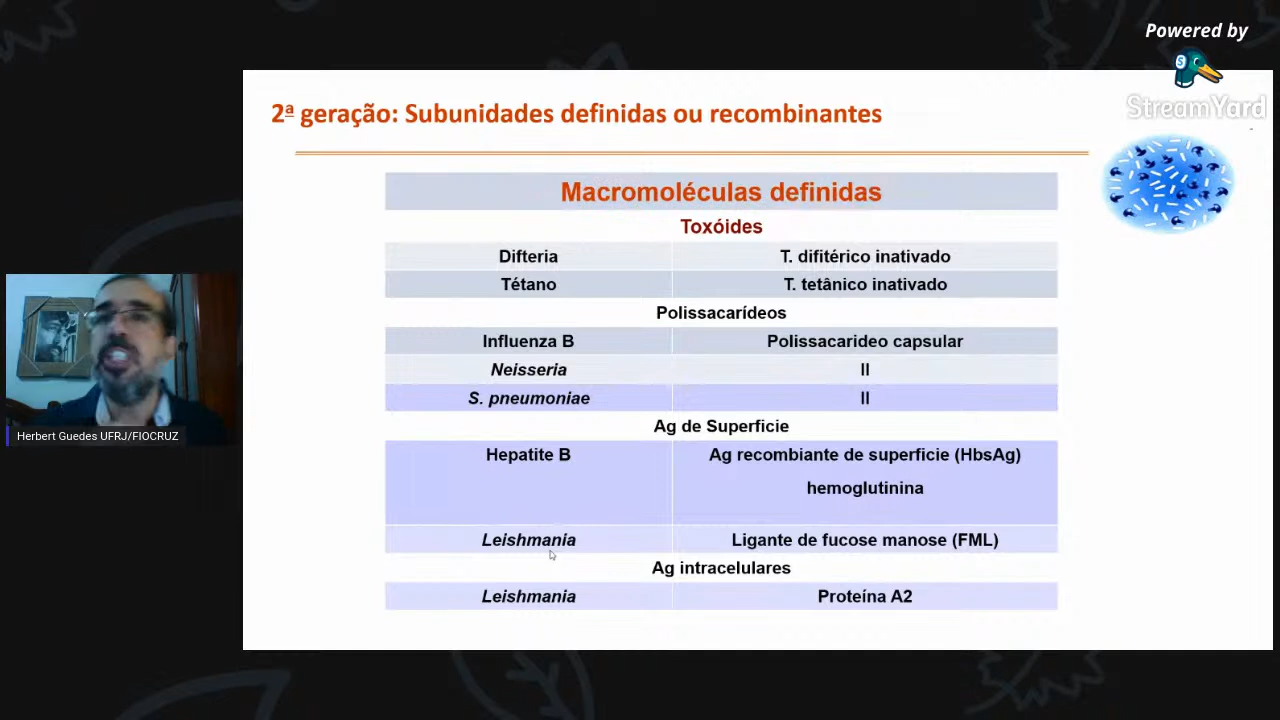 Powered by
StreamYard
2ª geração: Subunidades definidas ou recombinantes
Macromoléculas definidas
Toxóides
Difteria T. difitérico inativado
Tétano T. tetânico inativado
Polissacarídeos
Influenza B Polissacarideo capsular
Neisseria II
S. pneumoniae II
Ag de Superficie
Hepatite B Ag recombiante de superficie (HbsAg)
hemoglutinina
Leishmania Ligante de fucose manose (FML)
Ag intracelulares
Leishmania Proteína A2
Herbert Guedes UFRJ/FIOCRUZ